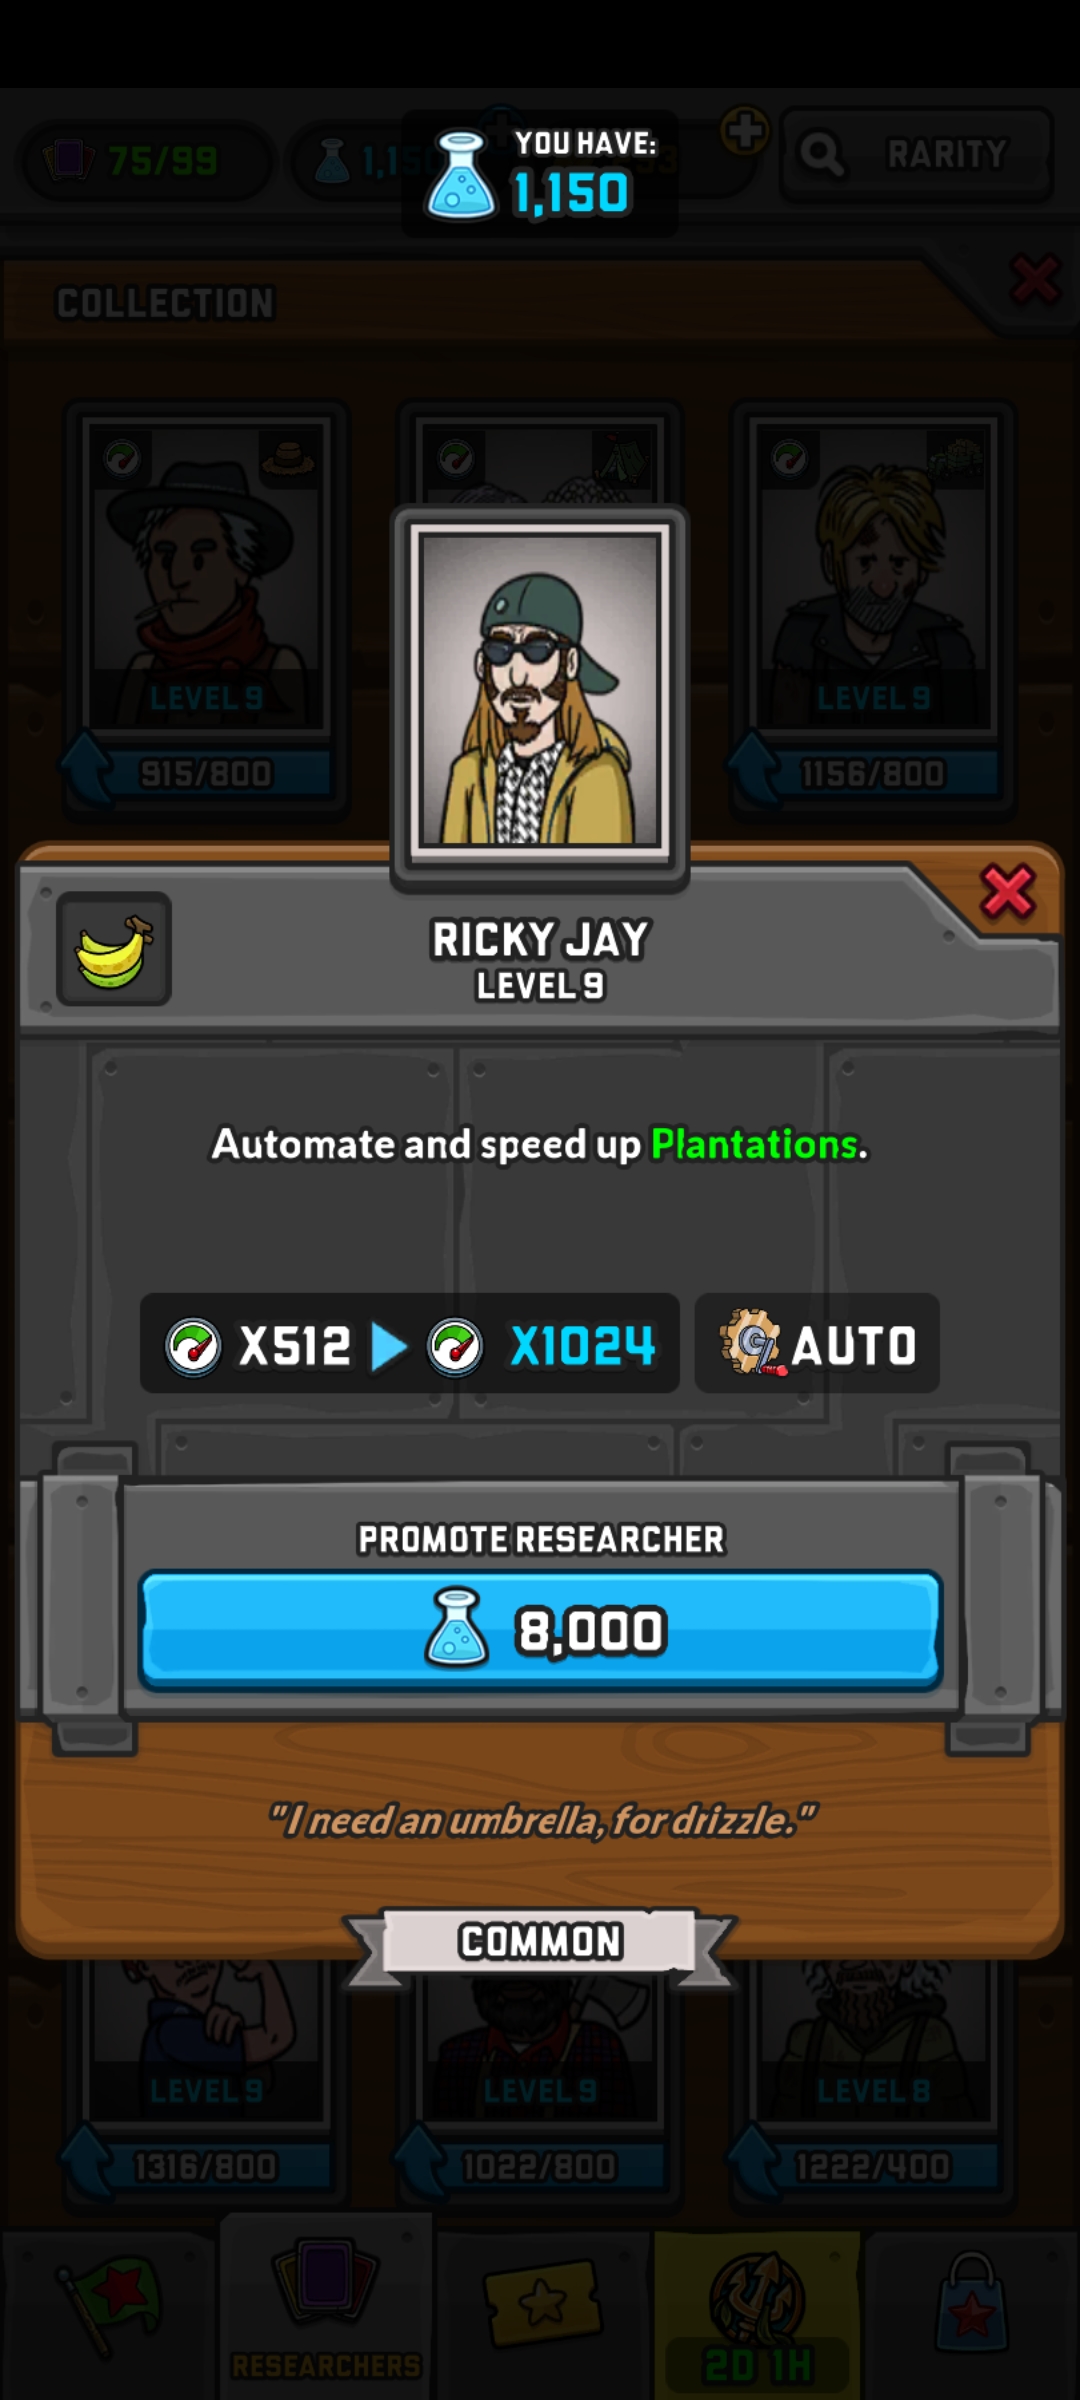 75/99
1,150
YOU HAVE:
1,150
RARITY
COLLECTION
LEVEL 9
LEVEL 9
915/800
1156/800
RICKY JAY
LEVEL 9
Automate and speed up Plantations.
X512
X1024
AUTO
PROMOTE RESEARCHER
8,000
"I need an umbrella, for drizzle."
COMMON
LEVEL 9
LEVEL 9
LEVEL 8
1316/800
1022/800
1222/400
RESEARCHERS
2D 1H